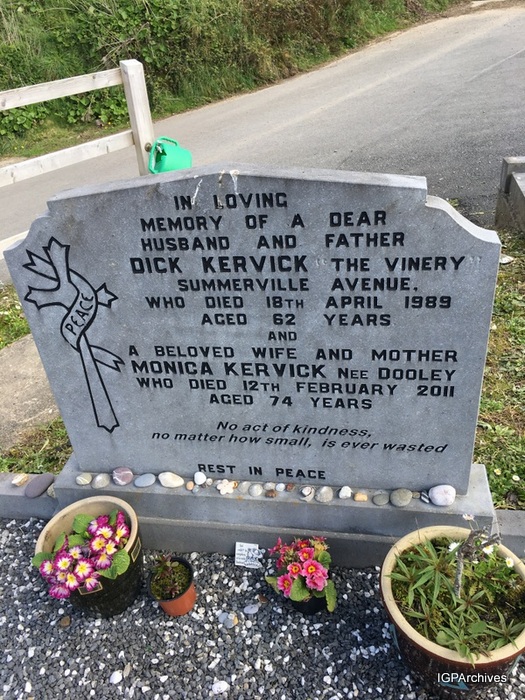 IN LOVING
MEMORY OF A DEAR
HUSBAND AND FATHER
DICK KERVICK "THE VINERY"
SUMMERVILLE AVENUE.
WHO DIED 18TH APRIL 1989
AGED 62 YEARS
AND
A BELOVED WIFE AND MOTHER
MONICA KERVICK NEE DOOLEY
WHO DIED 12TH FEBRUARY 2011
AGED 74 YEARS
No act of kindness,
no matter how small, is ever wasted
REST IN PEACE
PEACE
IGPArchives